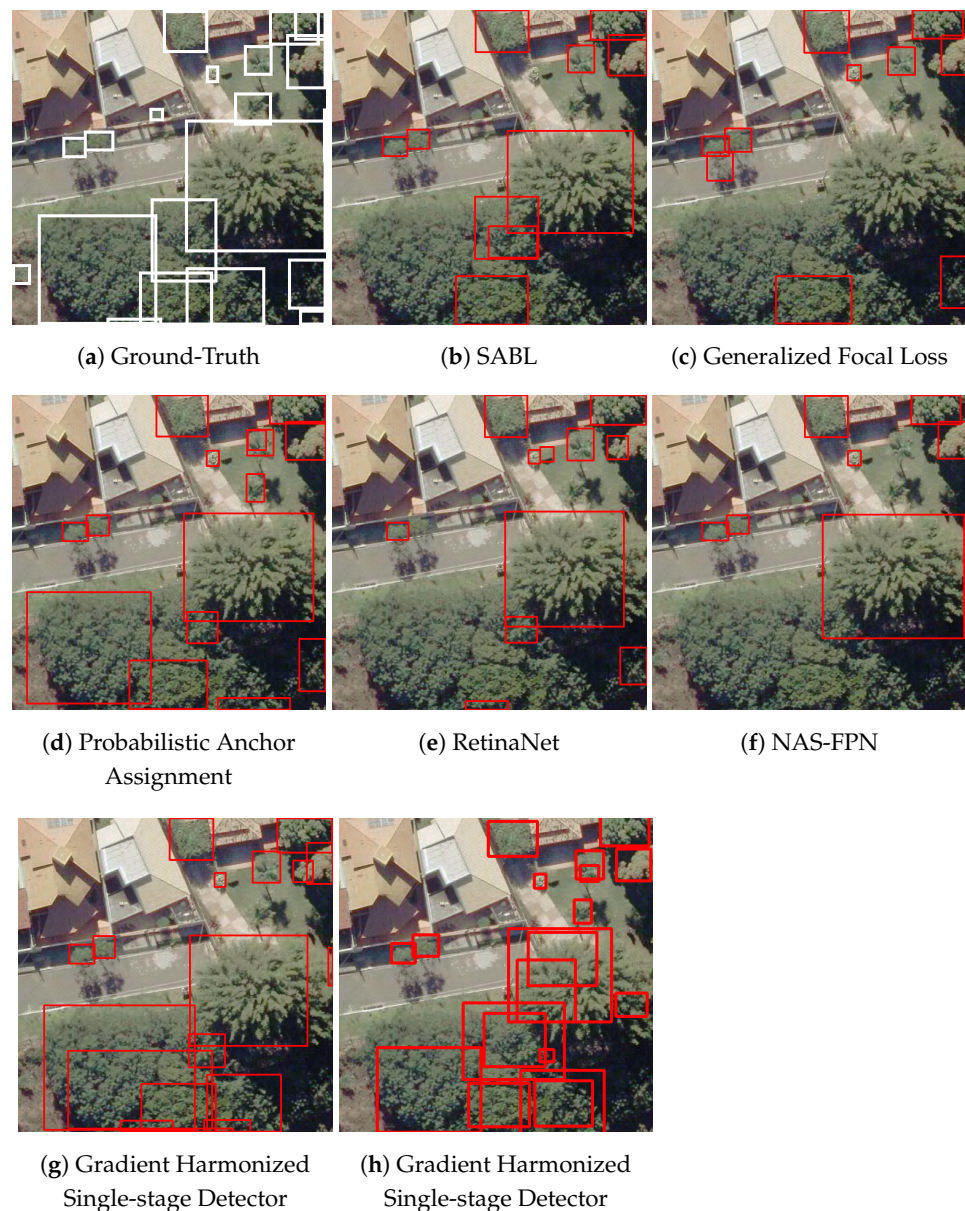 (a) Ground-Truth
(b) SABL
(c) Generalized Focal Loss
(d) Probabilistic Anchor
Assignment
(e) RetinaNet
(f) NAS-FPN
(g) Gradient Harmonized
Single-stage Detector
(h) Gradient Harmonized
Single-stage Detector